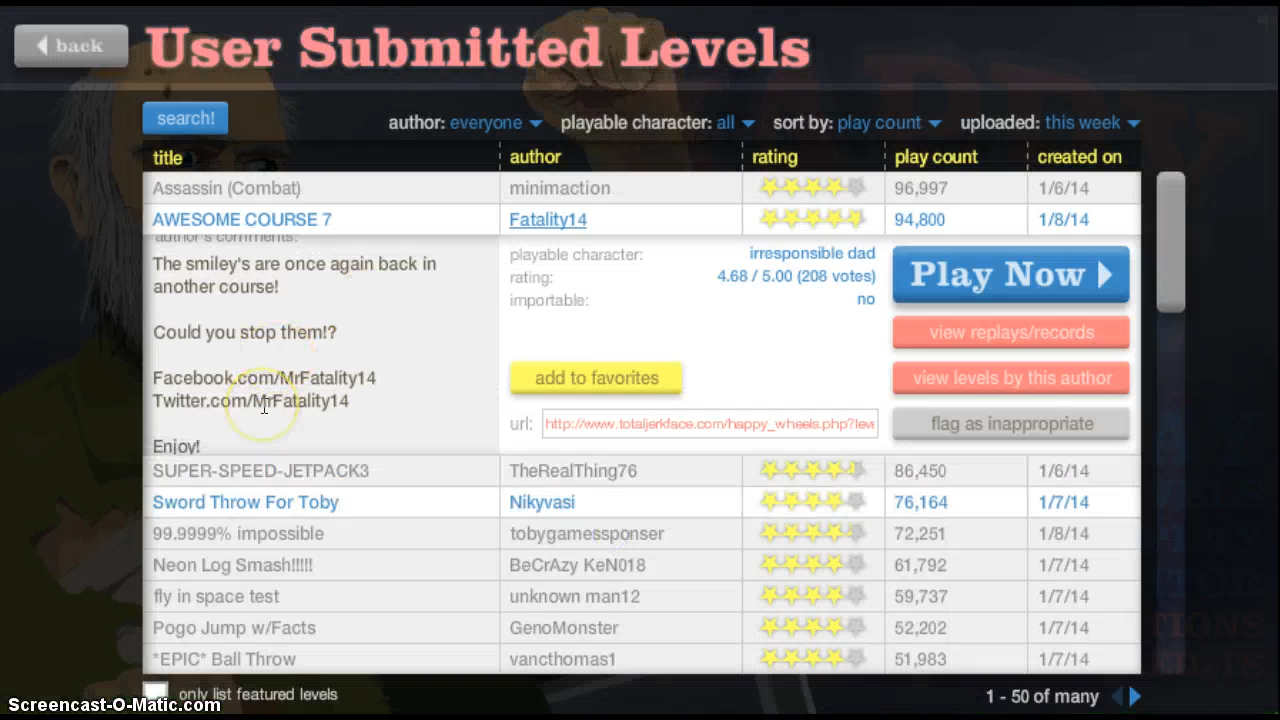 back
User Submitted Levels
search!
author: everyone playable character: all sort by: play count uploaded: this week
title author rating play count created on
Assassin (Combat) minimaction 96,997 1/6/14
AWESOME COURSE 7 Fatality14 94,800 1/8/14
author's comments:
The smiley's are once again back in
another course!
Could you stop them!?
Facebook.com/MrFatality14
Twitter.com/MrFatality14
Enjoy!
playable character: irresponsible dad
rating: 4.68 / 5.00 (208 votes)
importable: no
add to favorites
url: http://www.totaljerkface.com/happy_wheels.php?leve
Play Now
view replays/records
view levels by this author
flag as inappropriate
SUPER-SPEED-JETPACK3 TheRealThing76 86,450 1/6/14
Sword Throw For Toby Nikyvasi 76,164 1/7/14
99.9999% impossible tobygamessponser 72,251 1/8/14
Neon Log Smash!!!!! BeCrAzy KeN018 61,792 1/7/14
fly in space test unknown man12 59,737 1/7/14
Pogo Jump w/Facts GenoMonster 52,202 1/7/14
*EPIC* Ball Throw vancthomas1 51,983 1/7/14
only list featured levels
1 - 50 of many
Screencast-O-Matic.com